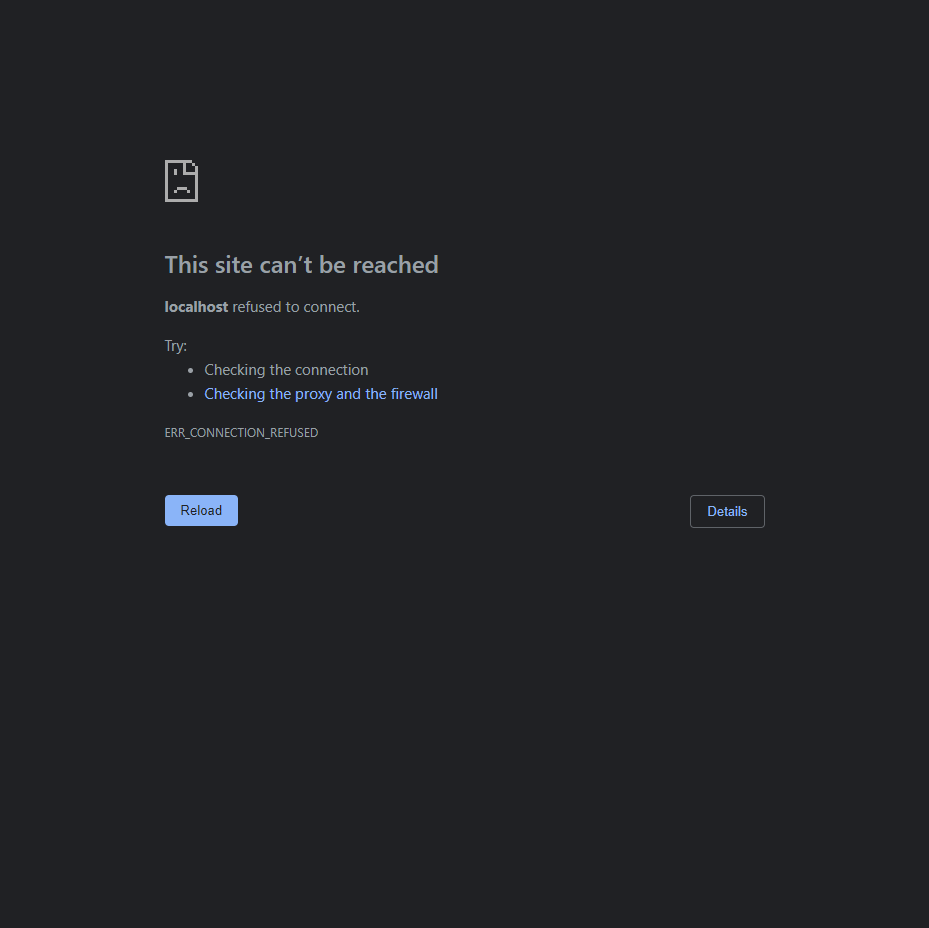 This site can’t be reached
localhost refused to connect.
Try:
• Checking the connection
• Checking the proxy and the firewall
ERR_CONNECTION_REFUSED
Reload
Details